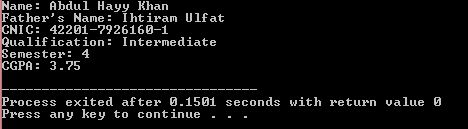 Name: Abdul Hayy Khan
Father's Name: Ihtiram Ulfat
CNIC: 42201-7926160-1
Qualification: Intermediate
Semester: 4
CGPA: 3.75
--------------------------------
Process exited after 0.1501 seconds with return value 0
Press any key to continue . . .